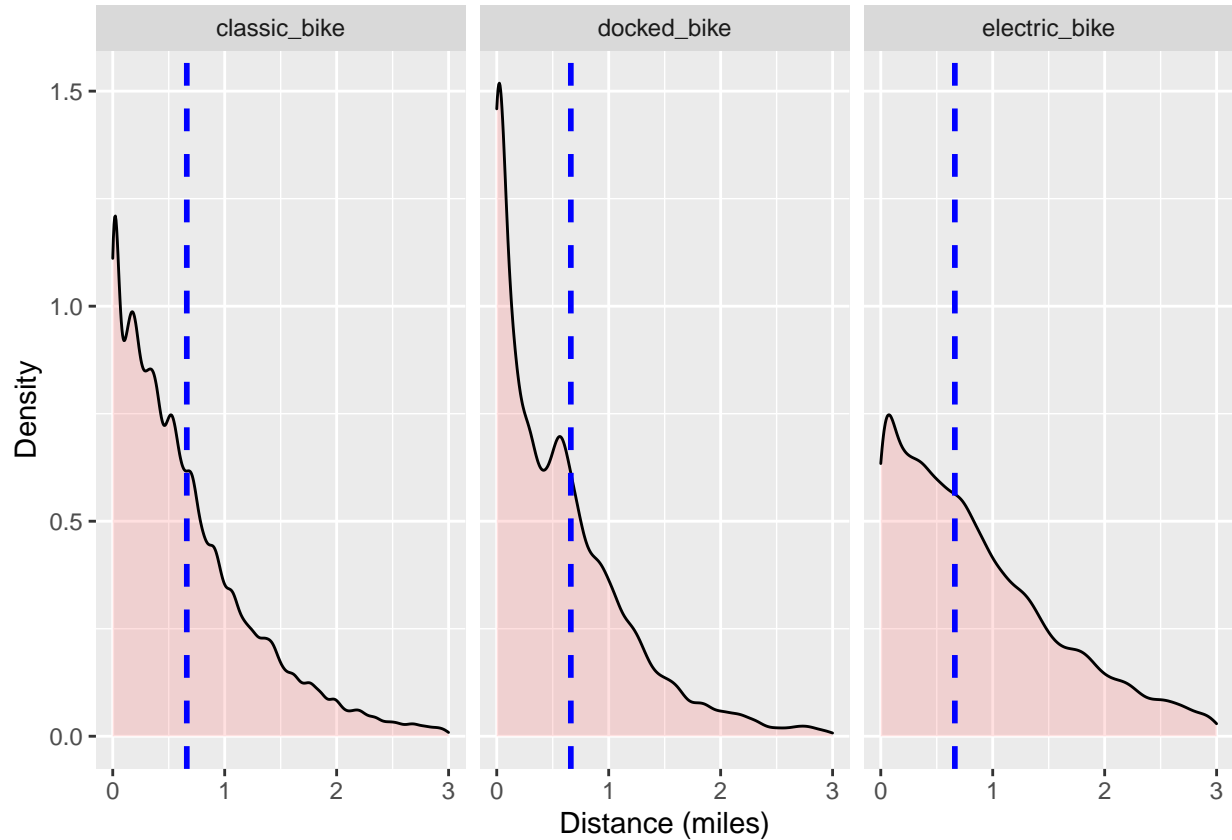 classic_bike docked_bike electric_bike
1.5
1.0
0.5
0.0
Density
0 1 2 3 0 1 2 3 0 1 2 3
Distance (miles)